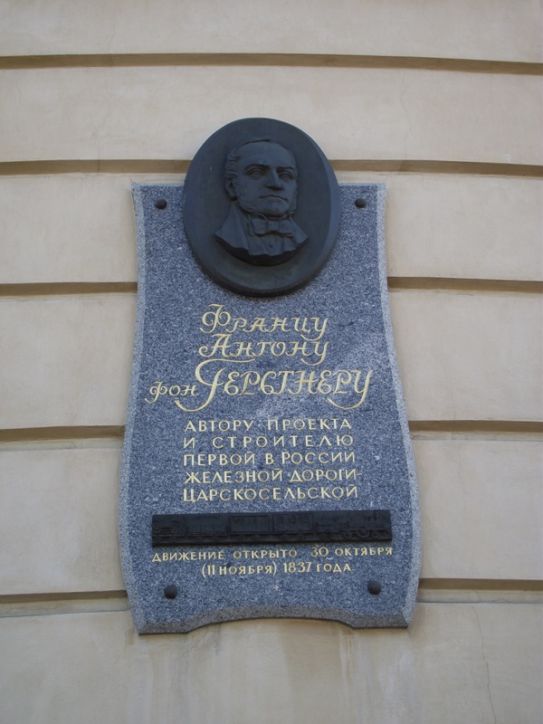 Францу
Антону
фон Герстнеру
АВТОРУ ПРОЕКТА
И СТРОИТЕЛЮ
ПЕРВОЙ В РОССИИ
ЖЕЛЕЗНОЙ ДОРОГИ-
ЦАРСКОСЕЛЬСКОЙ
ДВИЖЕНИЕ ОТКРЫТО 30 ОКТЯБРЯ
(11 НОЯБРЯ) 1837 ГОДА.